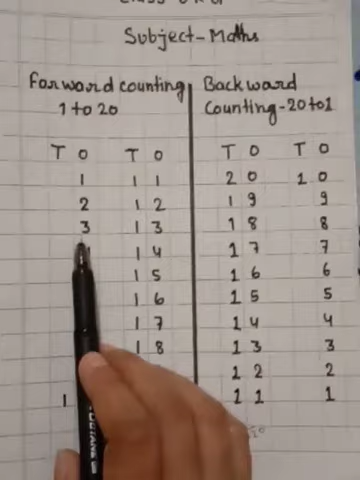 Subject-Maths
Forward counting
1 to 20
Backward
Counting-20 to 1
T O T O T O T O
1 1 1 2 0 1 0
2 1 2 1 9 9
3 1 3 1 8 8
1 4 1 7 7
1 5 1 6 6
1 6 1 5 5
1 7 1 4 4
1 8 1 3 3
1 2 2
1 1 1 1